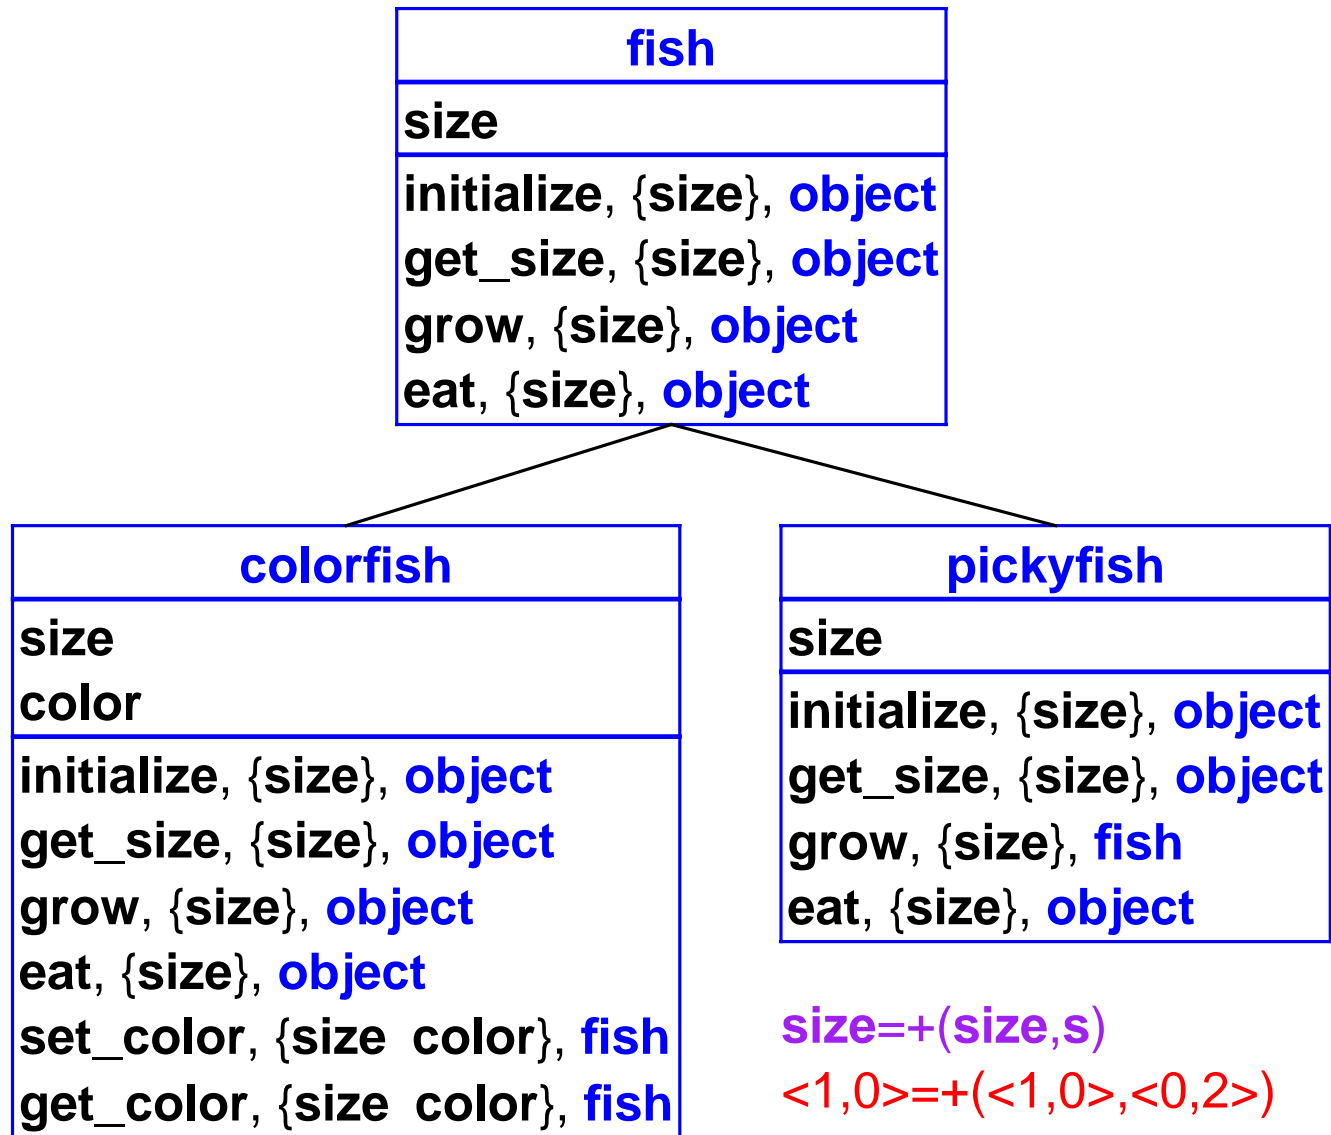 fish
size
initialize, {size}, object
get_size, {size}, object
grow, {size}, object
eat, {size}, object
colorfish
size
color
initialize, {size}, object
get_size, {size}, object
grow, {size}, object
eat, {size}, object
set_color, {size color}, fish
get_color, {size color}, fish
pickyfish
size
initialize, {size}, object
get_size, {size}, object
grow, {size}, fish
eat, {size}, object
size=+(size,s)
<1,0>=+(<1,0>,<0,2>)